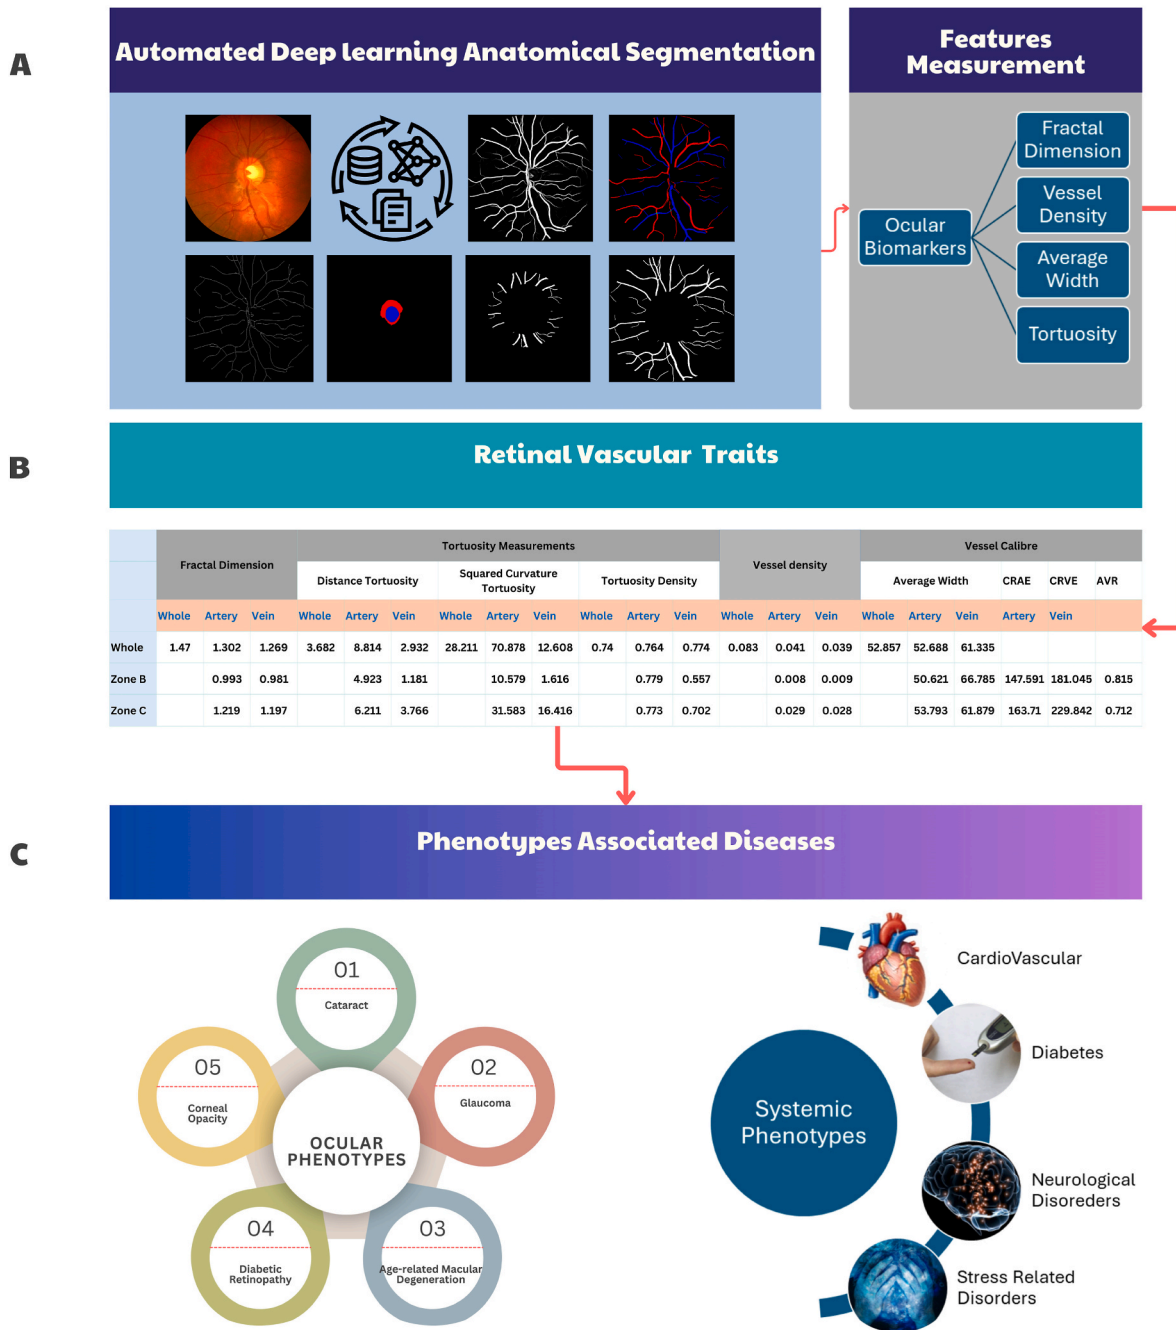 A
Automated Deep learning Anatomical Segmentation
Features
Measurement
Ocular
Biomarkers
Fractal
Dimension
Vessel
Density
Average
Width
Tortuosity
B
Retinal Vascular Traits
Fractal Dimension
Tortuosity Measurements
Vessel density
Vessel Calibre
Distance Tortuosity
Squared Curvature
Tortuosity
Tortuosity Density
Average Width
CRAE
CRVE
AVR
Whole Artery Vein Whole Artery Vein Whole Artery Vein Whole Artery Vein Whole Artery Vein Whole Artery Vein Artery Vein
Whole 1.47 1.302 1.269 3.682 8.814 2.932 28.211 70.878 12.608 0.74 0.764 0.774 0.083 0.041 0.039 52.857 52.688 61.335
Zone B 0.993 0.981 4.923 1.181 10.579 1.616 0.779 0.557 0.008 0.009 50.621 66.785 147.591 181.045 0.815
Zone C 1.219 1.197 6.211 3.766 31.583 16.416 0.773 0.702 0.029 0.028 53.793 61.879 163.71 229.842 0.712
C
Phenotypes Associated Diseases
01
Cataract
02
Glaucoma
03
Age-related Macular
Degeneration
04
Diabetic
Retinopathy
05
Corneal
Opacity
OCULAR
PHENOTYPES
Systemic
Phenotypes
CardioVascular
Diabetes
Neurological
Disoreders
Stress Related
Disorders